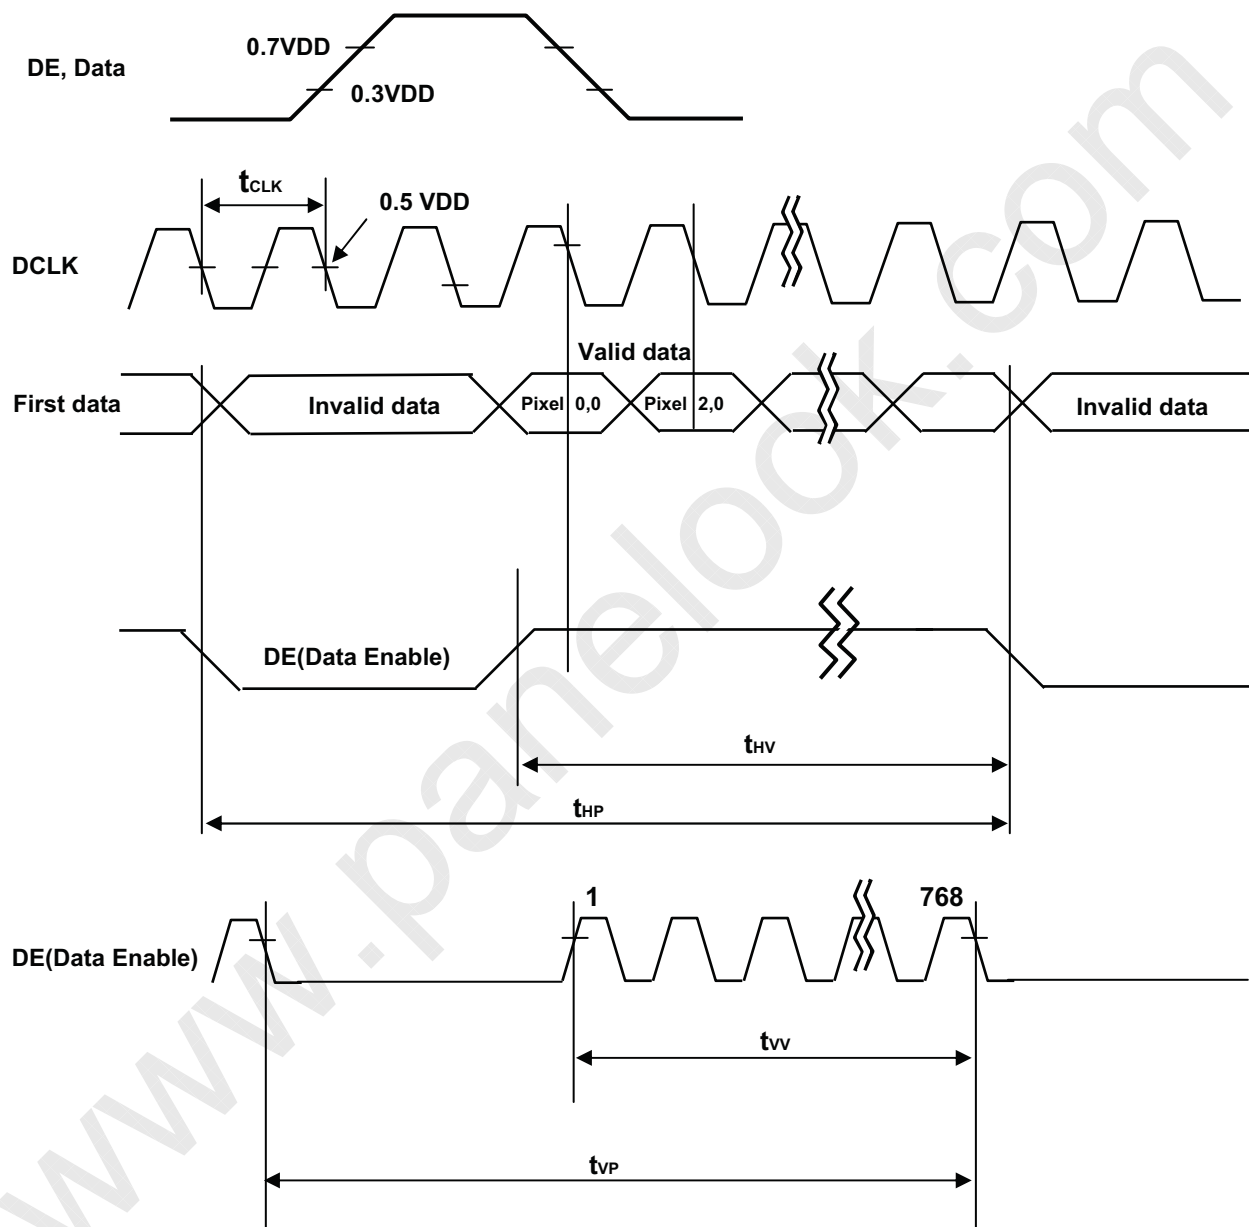 0.7VDD
DE, Data
0.3VDD
tCLK
0.5 VDD
DCLK
Valid data
First data
Invalid data
Pixel 0,0
Pixel 2,0
Invalid data
DE(Data Enable)
tHV
tHP
1
768
DE(Data Enable)
tVV
tVP
www.panelook.com